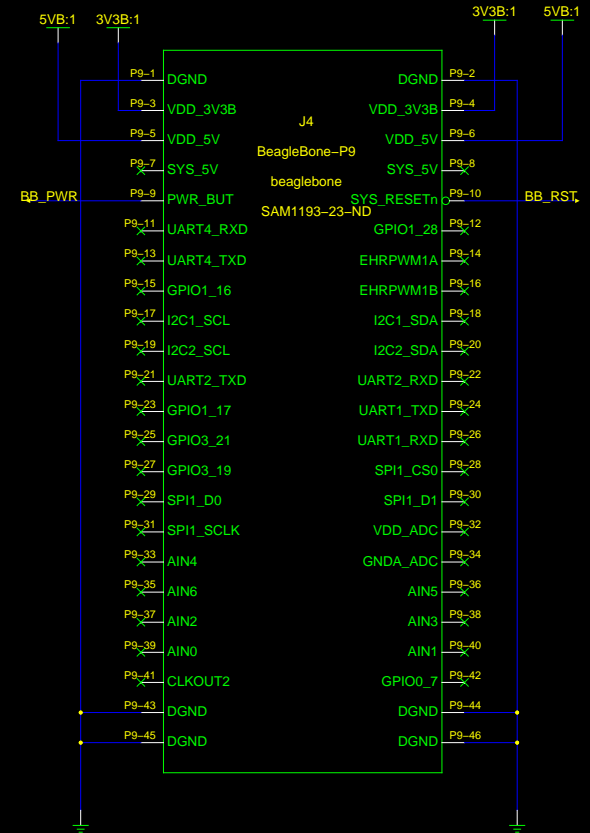 5VB:1 3V3B:1 3V3B:1 5VB:1
P9–1 DGND DGND P9–2
P9–3 VDD_3V3B VDD_3V3B P9–4
J4
P9–5 VDD_5V VDD_5V P9–6
BeagleBone–P9
P9–7 SYS_5V SYS_5V P9–8
beaglebone
BB_PWR P9–9 PWR_BUT SYS_RESETn P9–10 BB_RST
SAM1193–23–ND
P9–11 UART4_RXD GPIO1_28 P9–12
P9–13 UART4_TXD EHRPWM1A P9–14
P9–15 GPIO1_16 EHRPWM1B P9–16
P9–17 I2C1_SCL I2C1_SDA P9–18
P9–19 I2C2_SCL I2C2_SDA P9–20
P9–21 UART2_TXD UART2_RXD P9–22
P9–23 GPIO1_17 UART1_TXD P9–24
P9–25 GPIO3_21 UART1_RXD P9–26
P9–27 GPIO3_19 SPI1_CS0 P9–28
P9–29 SPI1_D0 SPI1_D1 P9–30
P9–31 SPI1_SCLK VDD_ADC P9–32
P9–33 AIN4 GNDA_ADC P9–34
P9–35 AIN6 AIN5 P9–36
P9–37 AIN2 AIN3 P9–38
P9–39 AIN0 AIN1 P9–40
P9–41 CLKOUT2 GPIO0_7 P9–42
P9–43 DGND DGND P9–44
P9–45 DGND DGND P9–46